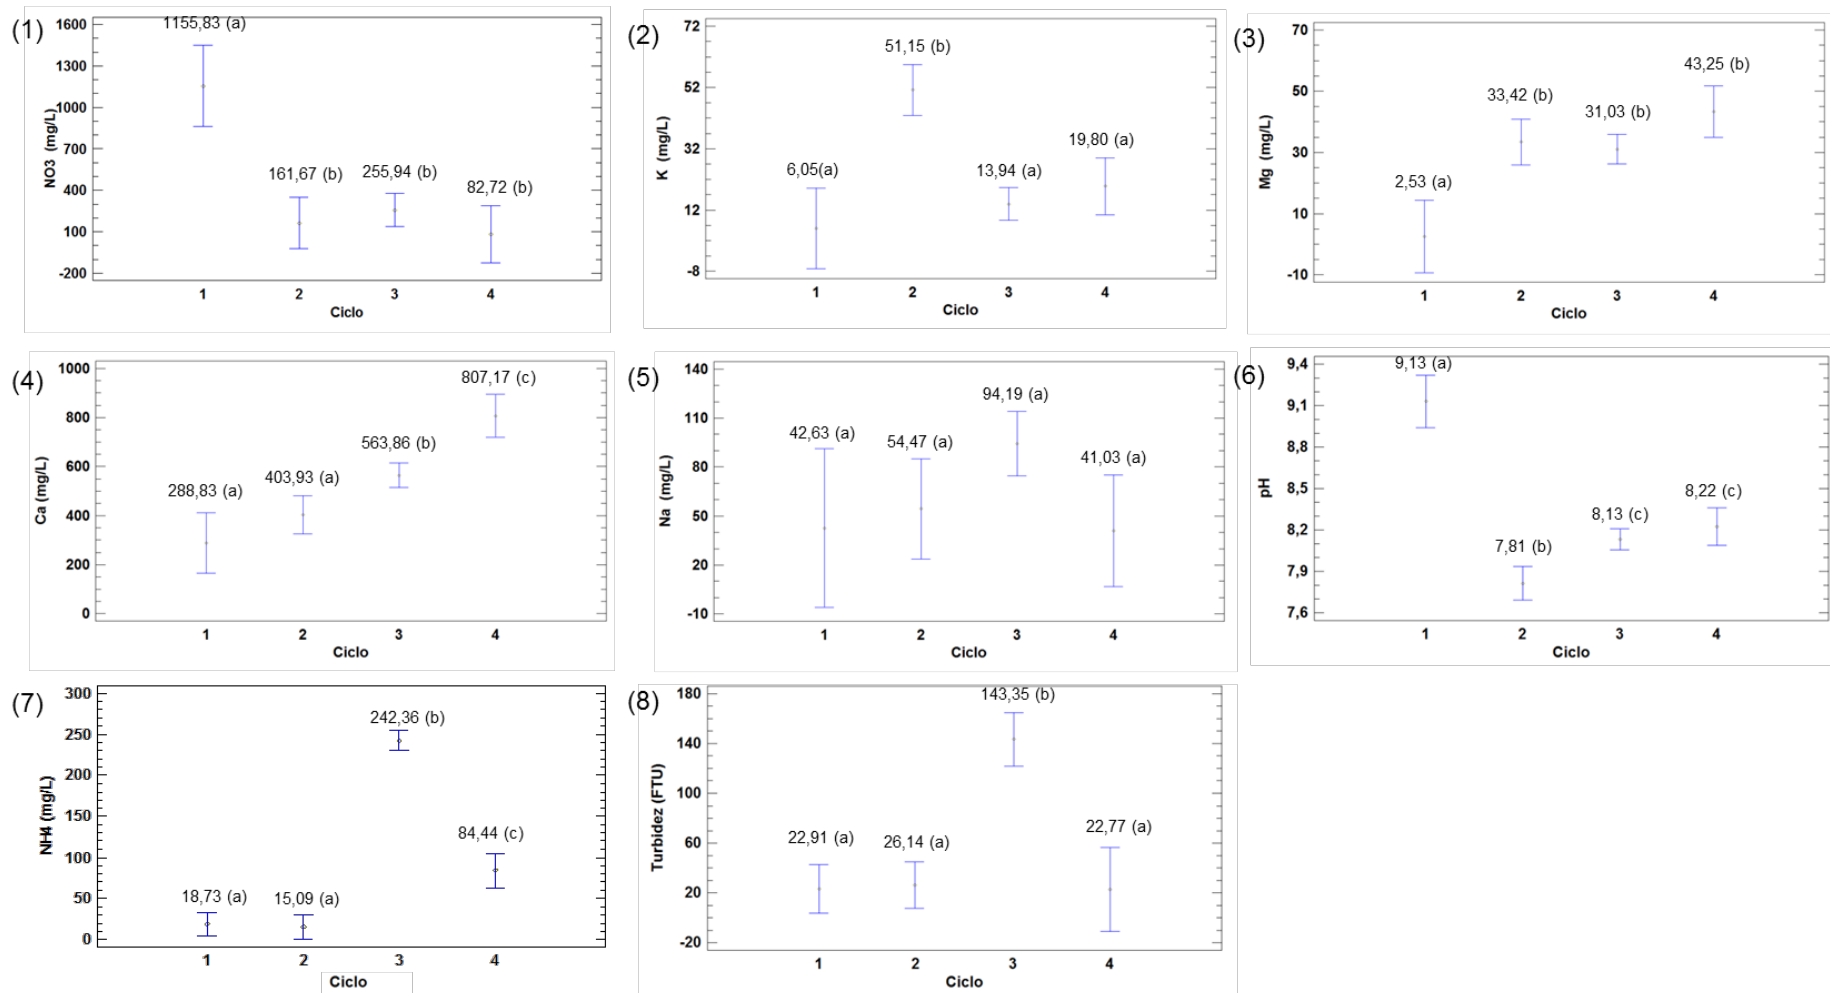 (1)
1600
1300
1000
700
400
100
-200
NO3 (mg/L)
1155,83 (a)
161,67 (b)
255,94 (b)
82,72 (b)
1 2 3 4
Ciclo
(2)
72
52
32
12
-8
K (mg/L)
6,05(a)
51,15 (b)
13,94 (a)
19,80 (a)
1 2 3 4
Ciclo
(3)
70
50
30
10
-10
Mg (mg/L)
2,53 (a)
33,42 (b)
31,03 (b)
43,25 (b)
1 2 3 4
Ciclo
(4)
1000
800
600
400
200
0
Ca (mg/L)
288,83 (a)
403,93 (a)
563,86 (b)
807,17 (c)
1 2 3 4
Ciclo
(5)
140
110
80
50
20
-10
Na (mg/L)
42,63 (a)
54,47 (a)
94,19 (a)
41,03 (a)
1 2 3 4
Ciclo
(6)
9,4
9,1
8,8
8,5
8,2
7,9
7,6
pH
9,13 (a)
7,81 (b)
8,13 (c)
8,22 (c)
1 2 3 4
Ciclo
(7)
300
250
200
150
100
50
0
NH4 (mg/L)
18,73 (a)
15,09 (a)
242,36 (b)
84,44 (c)
1 2 3 4
Ciclo
(8)
180
140
100
60
20
-20
Turbidez (FTU)
22,91 (a)
26,14 (a)
143,35 (b)
22,77 (a)
1 2 3 4
Ciclo